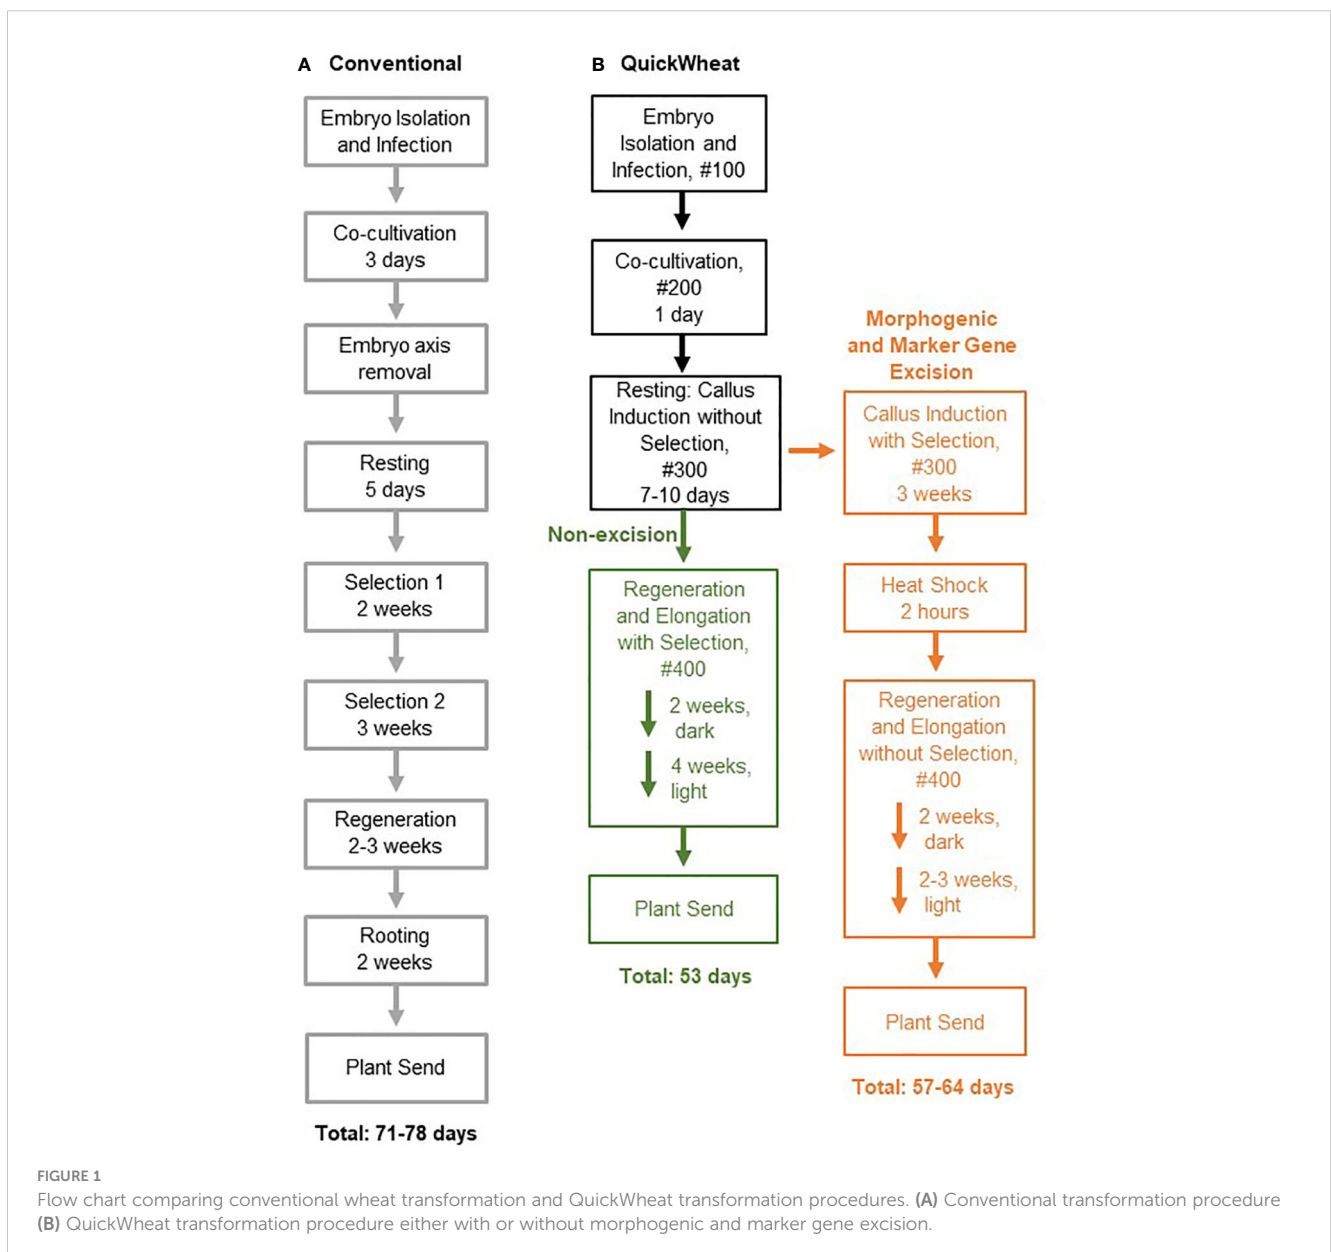 A Conventional
Embryo Isolation
and Infection
Co-cultivation
3 days
Embryo axis
removal
Resting
5 days
Selection 1
2 weeks
Selection 2
3 weeks
Regeneration
2-3 weeks
Rooting
2 weeks
Plant Send
Total: 71-78 days
B QuickWheat
Embryo
Isolation and
Infection, #100
Co-cultivation,
#200
1 day
Resting: Callus
Induction without
Selection,
#300
7-10 days
Non-excision
Regeneration
and Elongation
with Selection,
#400
2 weeks,
dark
4 weeks,
light
Plant Send
Total: 53 days
Morphogenic
and Marker Gene
Excision
Callus Induction
with Selection,
#300
3 weeks
Heat Shock
2 hours
Regeneration
and Elongation
without Selection,
#400
2 weeks,
dark
2-3 weeks,
light
Plant Send
Total: 57-64 days
FIGURE 1
Flow chart comparing conventional wheat transformation and QuickWheat transformation procedures. (A) Conventional transformation procedure
(B) QuickWheat transformation procedure either with or without morphogenic and marker gene excision.